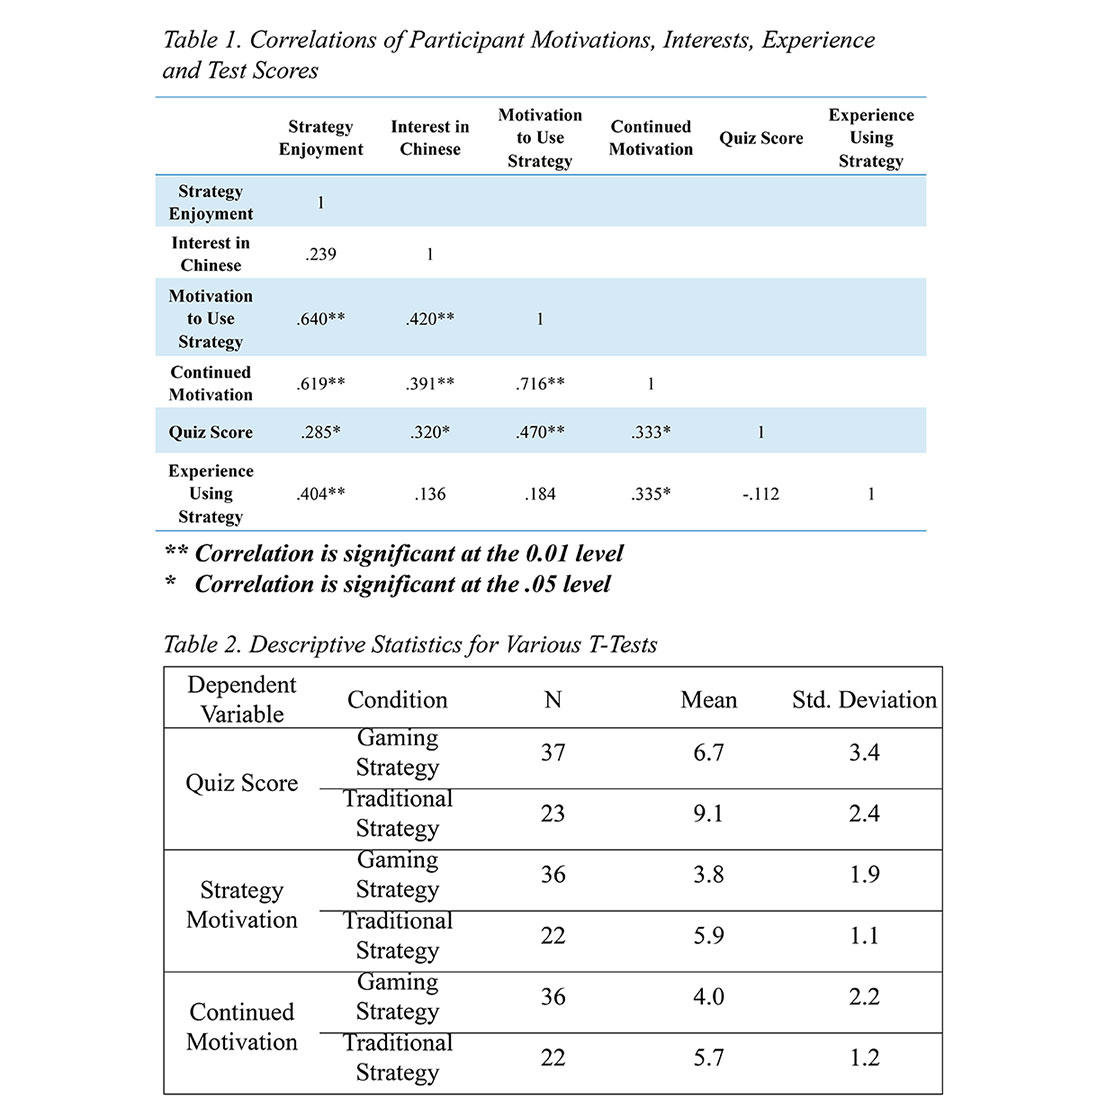 Table 1. Correlations of Participant Motivations, Interests, Experience
and Test Scores
Strategy Enjoyment Interest in Chinese Motivation to Use Strategy Continued Motivation Quiz Score Experience Using Strategy
Strategy Enjoyment 1
Interest in Chinese .239 1
Motivation to Use Strategy .640** .420** 1
Continued Motivation .619** .391** .716** 1
Quiz Score .285* .320* .470** .333* 1
Experience Using Strategy .404** .136 .184 .335* -.112 1
** Correlation is significant at the 0.01 level
* Correlation is significant at the .05 level
Table 2. Descriptive Statistics for Various T-Tests
Dependent Variable Condition N Mean Std. Deviation
Quiz Score Gaming Strategy 37 6.7 3.4
Traditional Strategy 23 9.1 2.4
Strategy Motivation Gaming Strategy 36 3.8 1.9
Traditional Strategy 22 5.9 1.1
Continued Motivation Gaming Strategy 36 4.0 2.2
Traditional Strategy 22 5.7 1.2